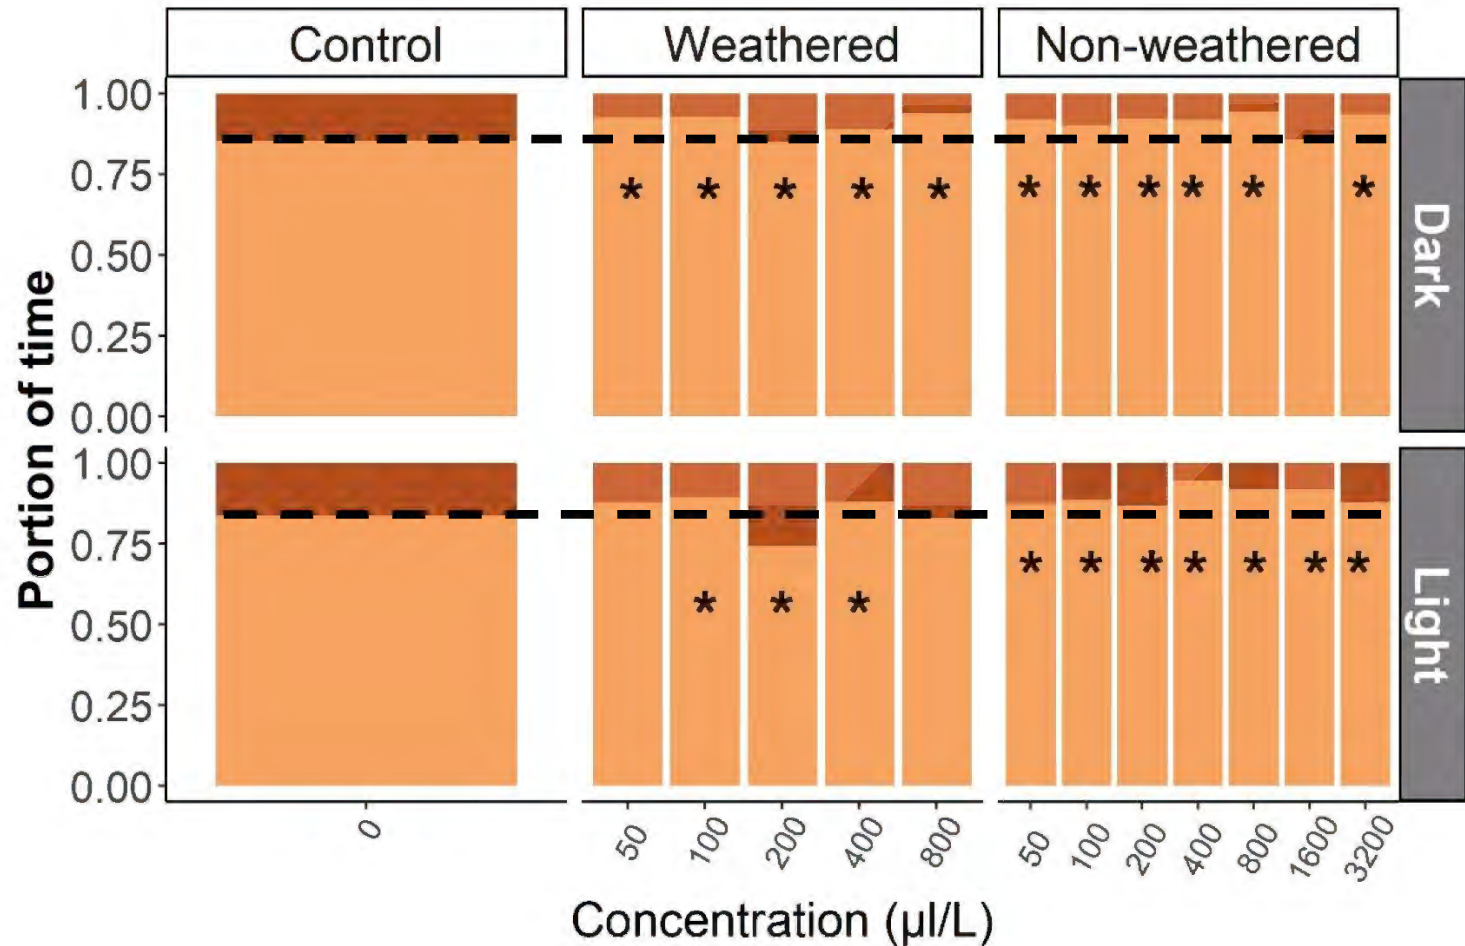 Control
Weathered
Non-weathered
Portion of time
1.00
0.75
0.50
0.25
0.00
* * * * *
* * * * * *
Dark
1.00
0.75
0.50
0.25
0.00
* * *
* * * * * * *
Light
0
50 100 200 400 800
50 100 200 400 800 1600 3200
Concentration (µl/L)